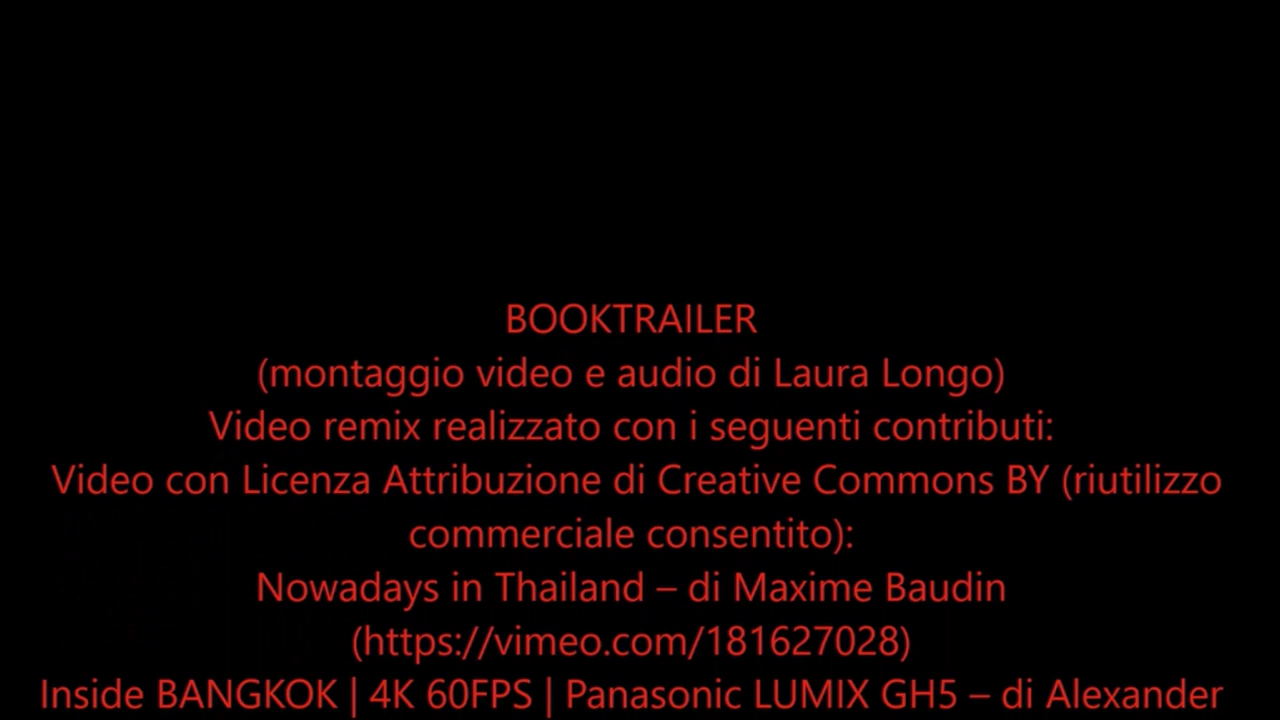 BOOKTRAILER
(montaggio video e audio di Laura Longo)
Video remix realizzato con i seguenti contributi:
Video con Licenza Attribuzione di Creative Commons BY (riutilizzo
commerciale consentito):
Nowadays in Thailand – di Maxime Baudin
(https://vimeo.com/181627028)
Inside BANGKOK | 4K 60FPS | Panasonic LUMIX GH5 – di Alexander